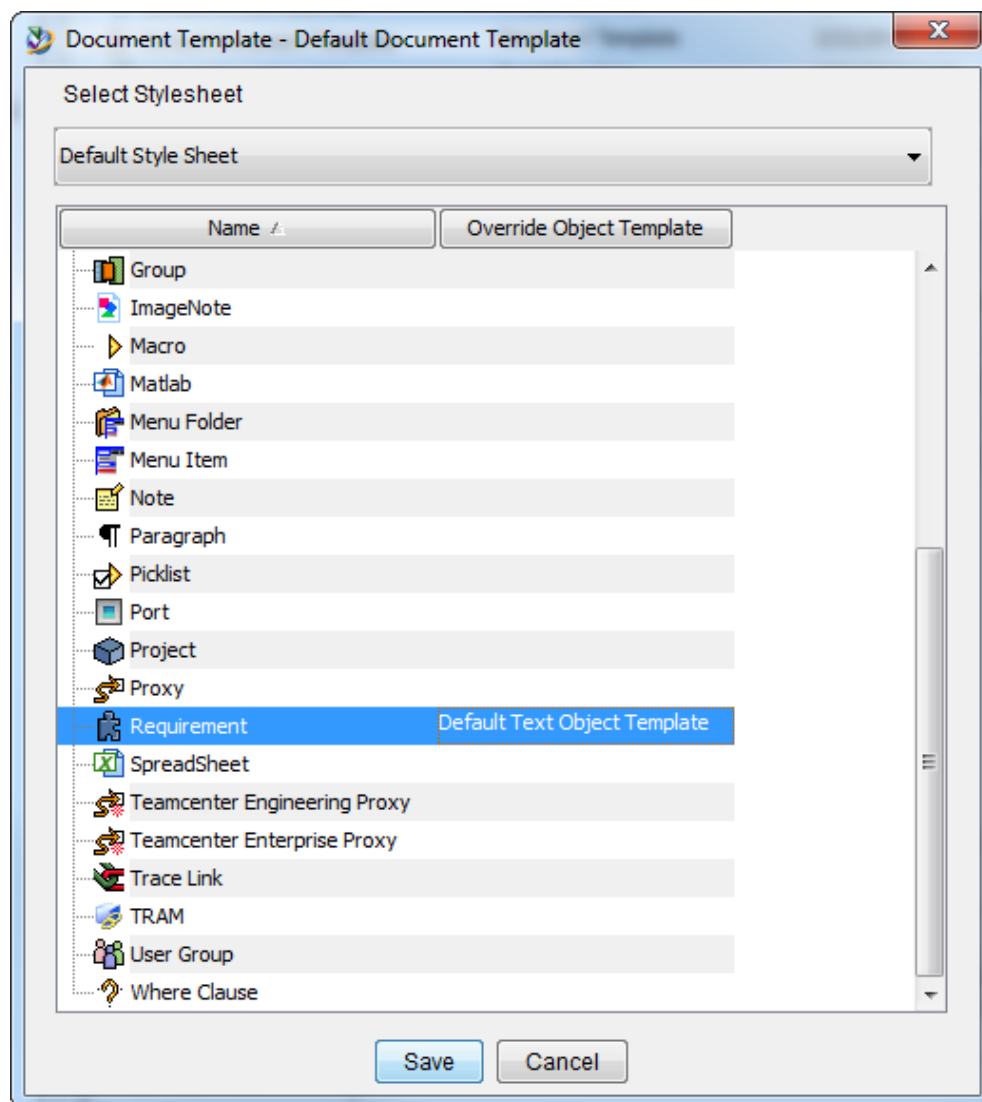 Document Template - Default Document Template
Select Stylesheet
Default Style Sheet
Name Override Object Template
Group
ImageNote
Macro
Matlab
Menu Folder
Menu Item
Note
Paragraph
Picklist
Port
Project
Proxy
Requirement Default Text Object Template
SpreadSheet
Teamcenter Engineering Proxy
Teamcenter Enterprise Proxy
Trace Link
TRAM
User Group
Where Clause
Save Cancel